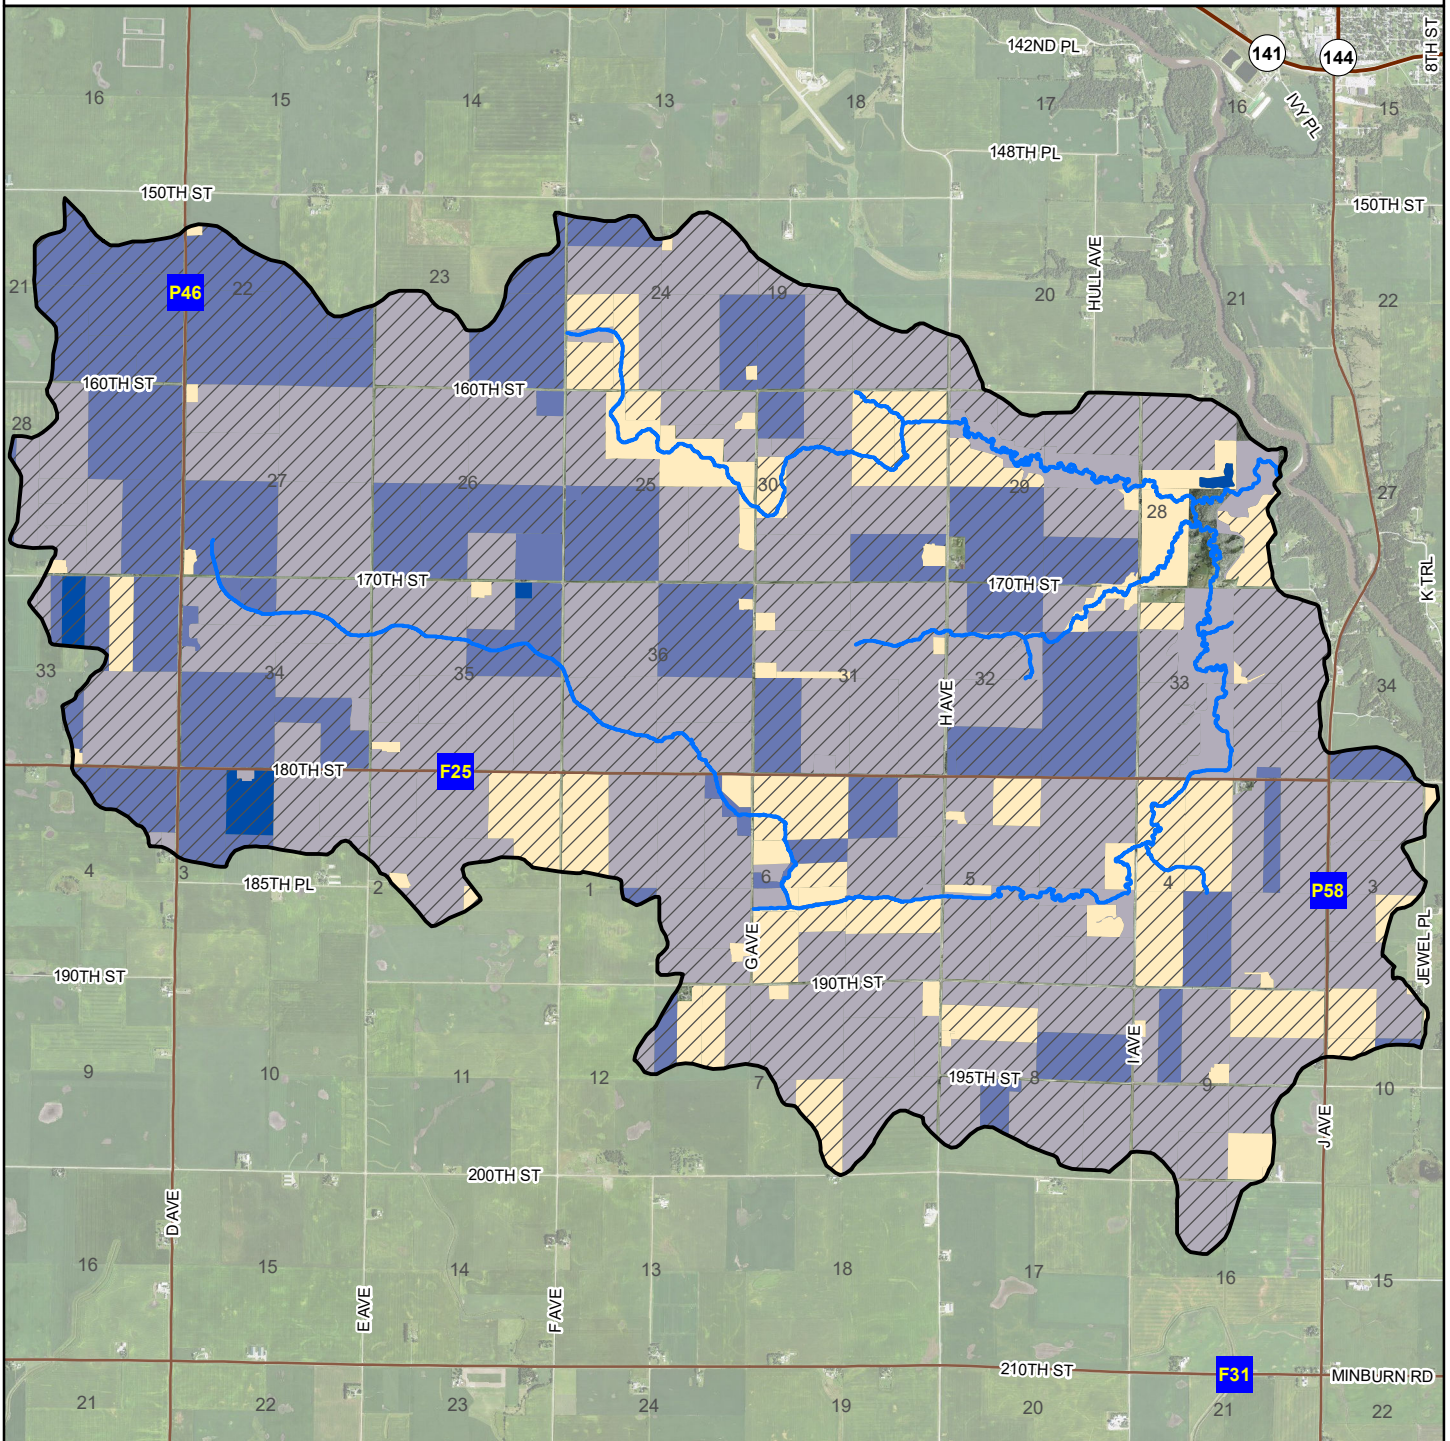 142ND PL
141
144
8TH ST
16
15
14
13
18
17
16
IVY PL
15
148TH PL
150TH ST
150TH ST
HULL AVE
21
P46
22
23
24
19
20
21
22
160TH ST
160TH ST
28
27
26
25
30
29
28
27
170TH ST
170TH ST
K TRL
33
34
35
36
31
32
33
34
H AVE
180TH ST
F25
4
3
185TH PL
2
1
6
5
4
P58
3
G AVE
JEWEL PL
190TH ST
190TH ST
I AVE
9
10
11
12
7
195TH ST
8
9
10
J AVE
200TH ST
D AVE
16
15
14
13
18
17
16
15
E AVE
F AVE
210TH ST
F31
MINBURN RD
21
22
23
24
19
20
21
22